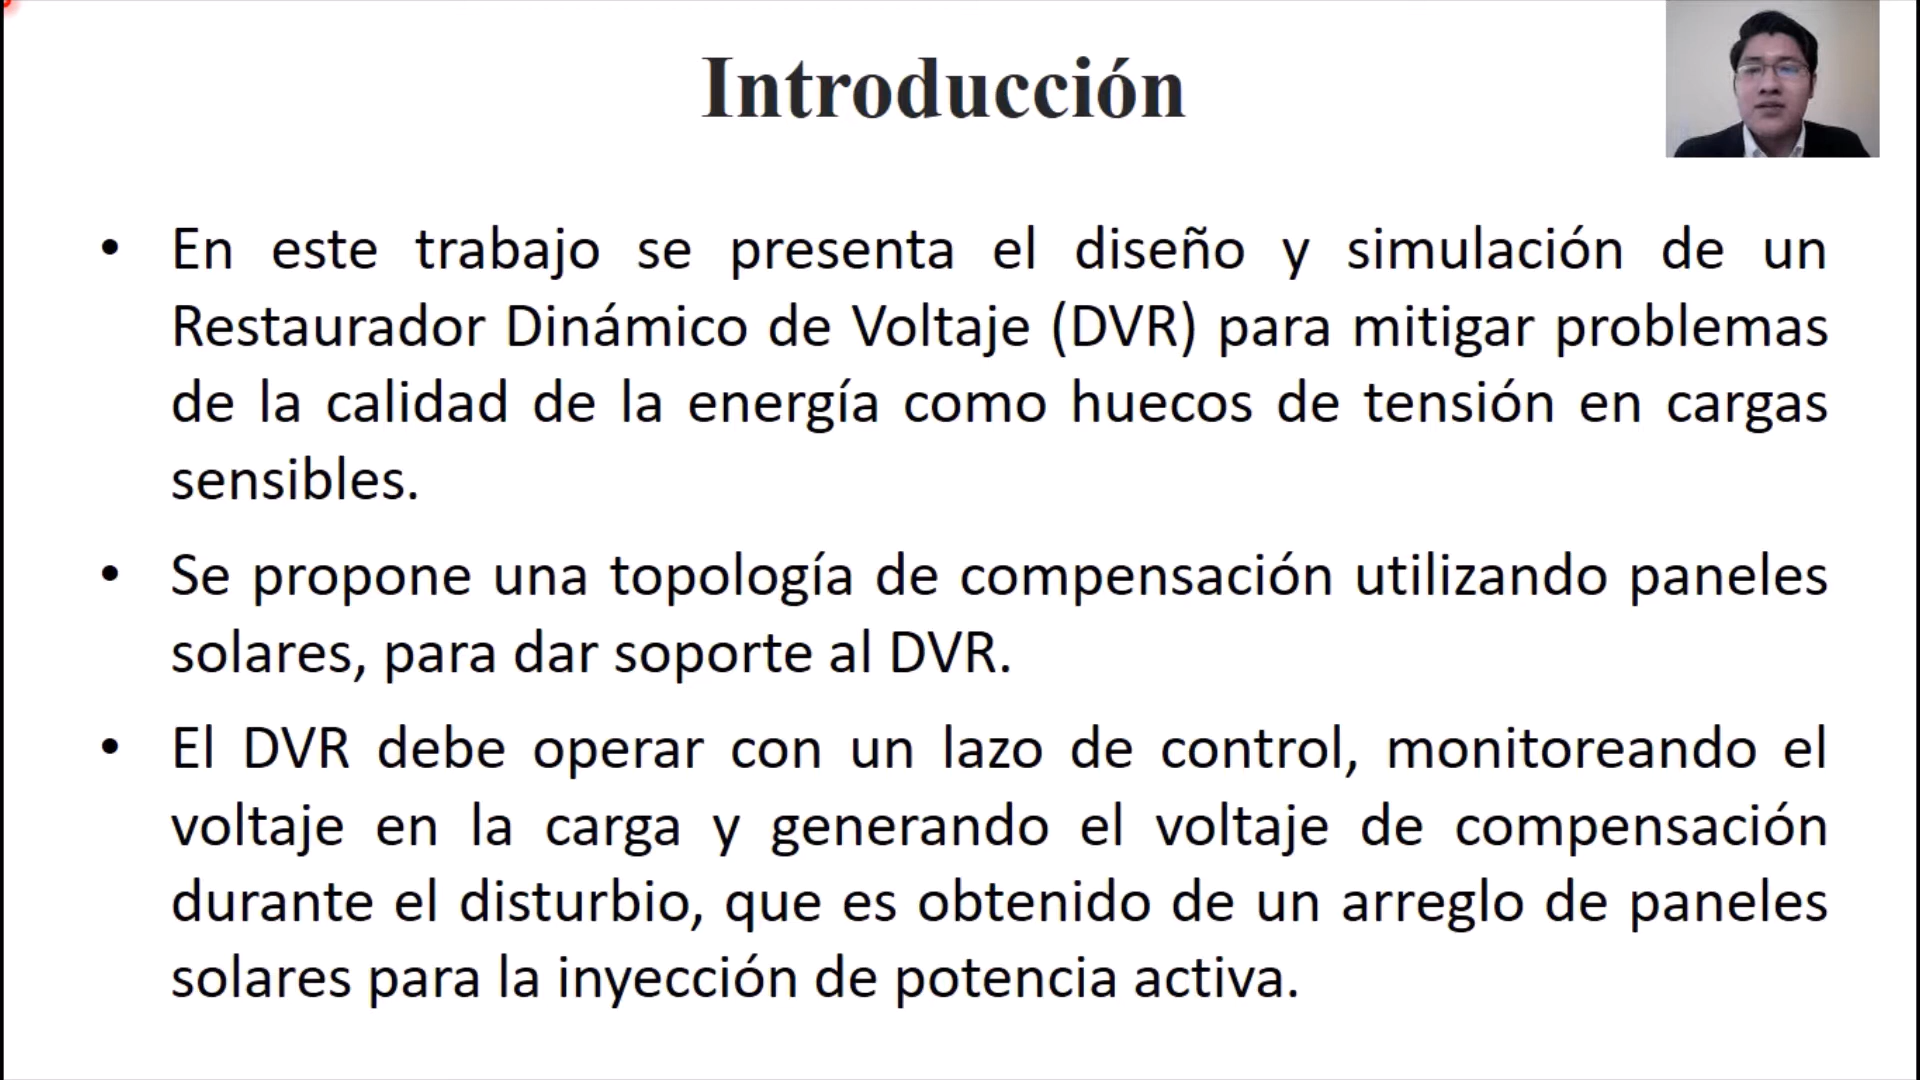 Introducción
• En este trabajo se presenta el diseño y simulación de un
Restaurador Dinámico de Voltaje (DVR) para mitigar problemas
de la calidad de la energía como huecos de tensión en cargas
sensibles.
• Se propone una topología de compensación utilizando paneles
solares, para dar soporte al DVR.
• El DVR debe operar con un lazo de control, monitoreando el
voltaje en la carga y generando el voltaje de compensación
durante el disturbio, que es obtenido de un arreglo de paneles
solares para la inyección de potencia activa.